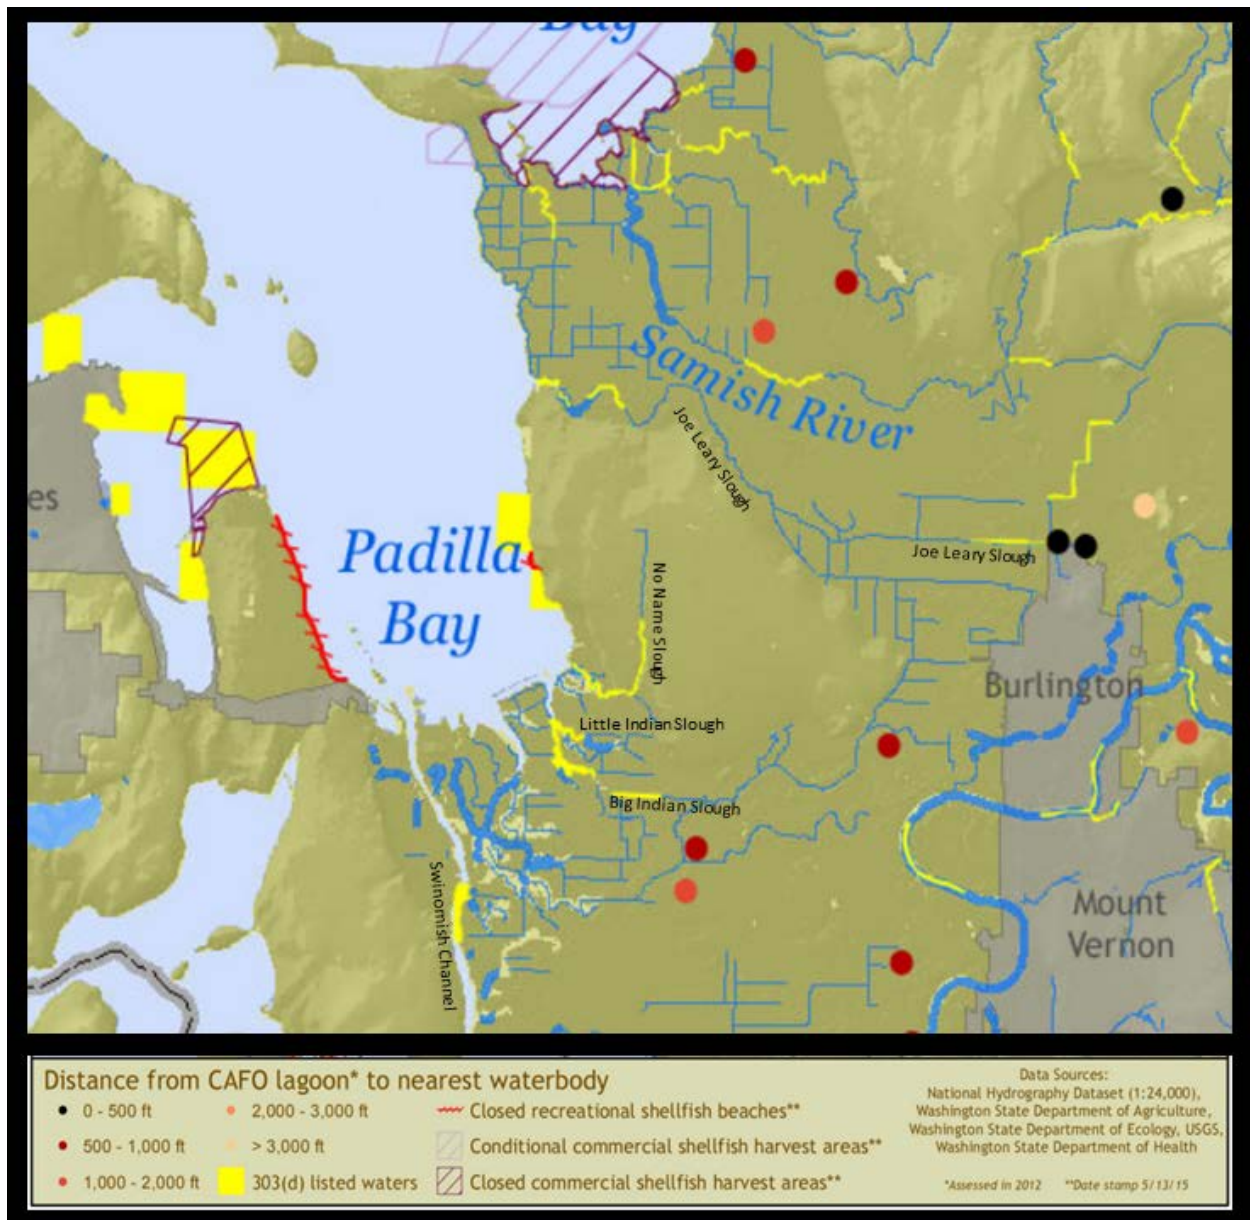 Bay
Samish River
Joe Leary Slough
es
Padilla
Bay
Joe Leary Slough
No Name Slough
Burlington
Little Indian Slough
Big Indian Slough
Swinomish Channel
Mount
Vernon
Distance from CAFO lagoon* to nearest waterbody
0 - 500 ft
500 - 1,000 ft
1,000 - 2,000 ft
2,000 - 3,000 ft
> 3,000 ft
303(d) listed waters
Closed recreational shellfish beaches**
Conditional commercial shellfish harvest areas**
Closed commercial shellfish harvest areas**
Data Sources:
National Hydrography Dataset (1:24,000),
Washington State Department of Agriculture,
Washington State Department of Ecology, USGS,
Washington State Department of Health
*Assessed in 2012 **Date stamp 5/13/15